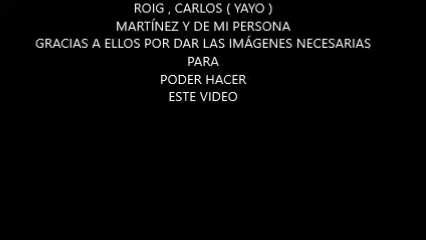 ROIG , CARLOS ( YAYO )
MARTÍNEZ Y DE MI PERSONA
GRACIAS A ELLOS POR DAR LAS IMÁGENES NECESARIAS
PARA
PODER HACER
ESTE VIDEO